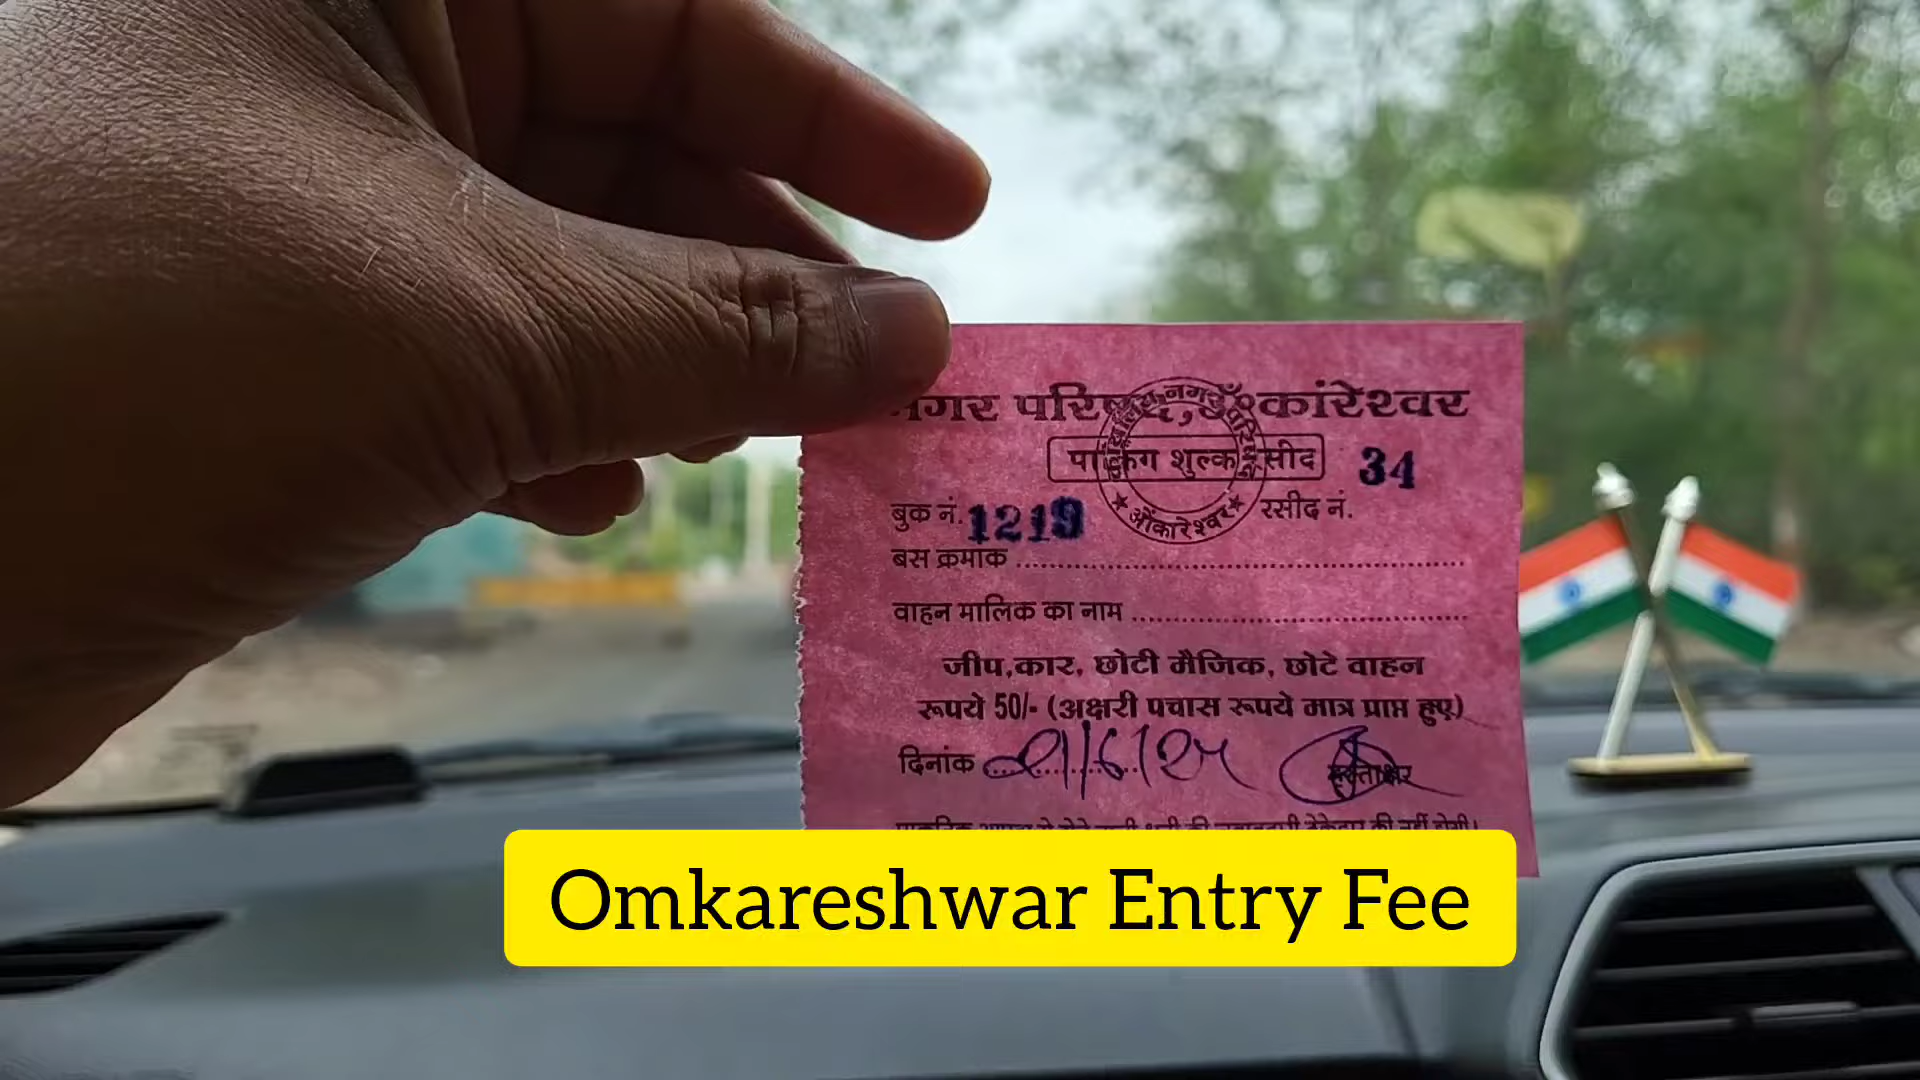 नगर परिषद, ओंकारेश्वर
पार्किंग शुल्क रसीद
34
बुक नं. 1219
रसीद नं.
ओंकारेश्वर
बस क्रमांक
वाहन मालिक का नाम
जीप,कार, छोटी मैजिक, छोटे वाहन
रूपये 50/- (अक्षरी पचास रूपये मात्र प्राप्त हुए)
दिनांक
हस्ताक्षर
Omkareshwar Entry Fee